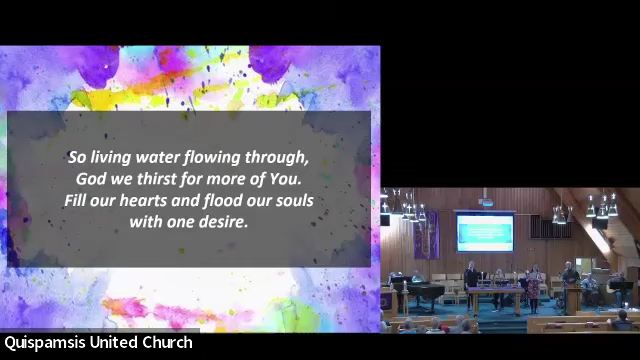 So living water flowing through,
God we thirst for more of You.
Fill our hearts and flood our souls
with one desire.
Quispamsis United Church